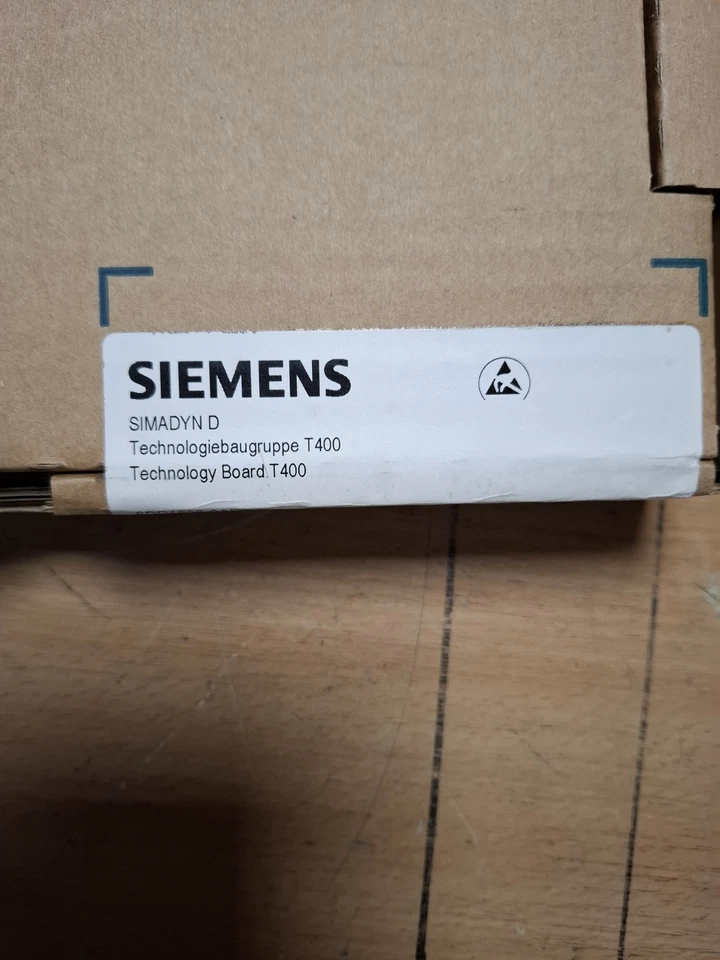 SIEMENS
SIMADYN D
Technologiebaugruppe T400
Technology Board T400